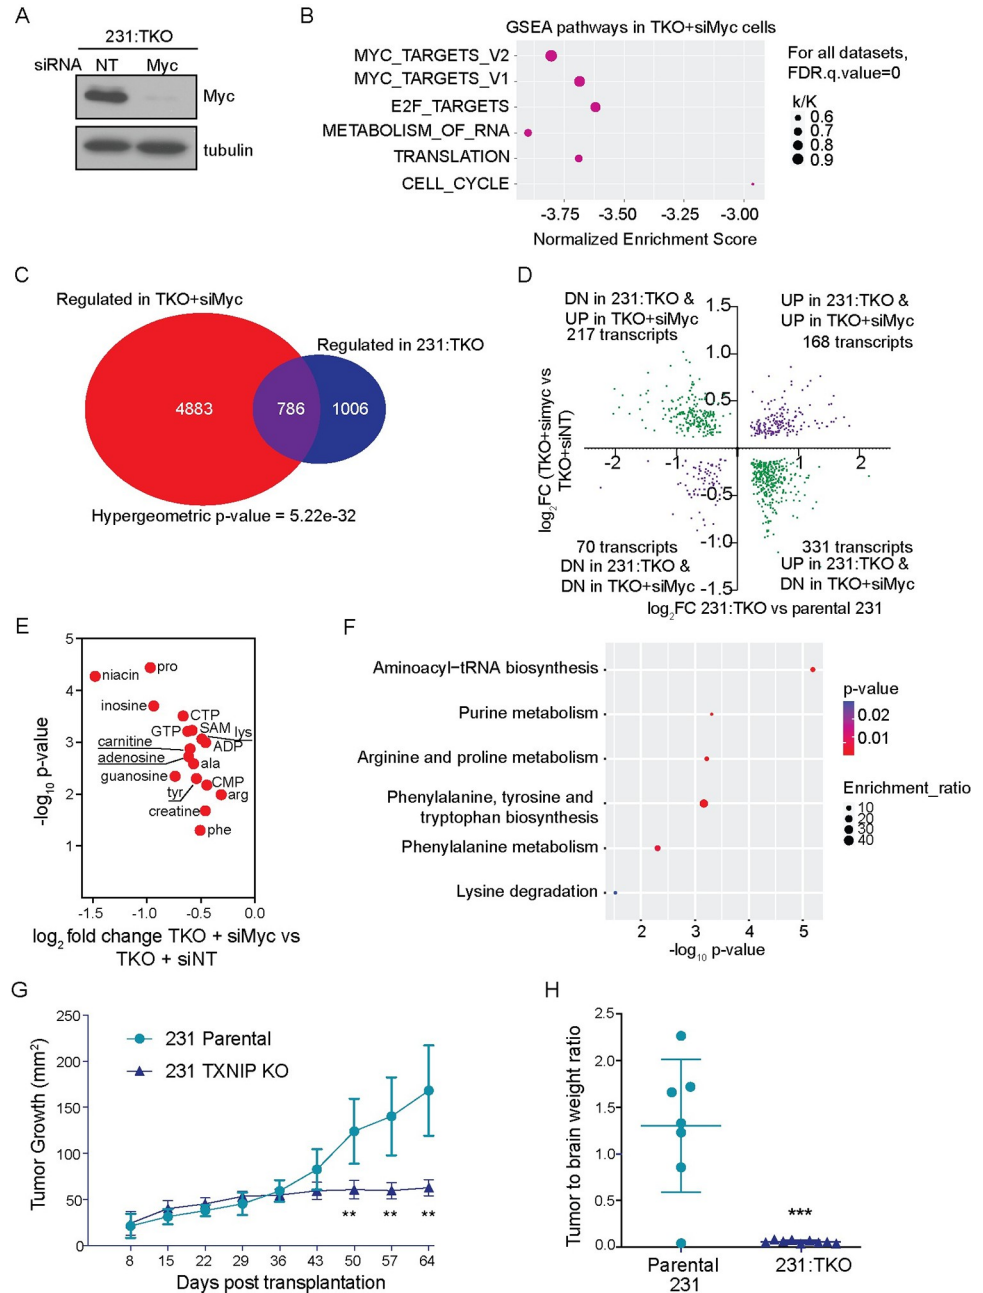 A
231:TKO
siRNA NT Myc
Myc
tubulin
B
GSEA pathways in TKO+siMyc cells
MYC_TARGETS_V2
MYC_TARGETS_V1
E2F_TARGETS
METABOLISM_OF_RNA
TRANSLATION
CELL_CYCLE
-3.75 -3.50 -3.25 -3.00
Normalized Enrichment Score
For all datasets,
FDR.q.value=0
k/K
0.6
0.7
0.8
0.9
C
Regulated in TKO+siMyc
Regulated in 231:TKO
4883 786 1006
Hypergeometric p-value = 5.22e-32
D
DN in 231:TKO &
UP in TKO+siMyc
217 transcripts
UP in 231:TKO &
UP in TKO+siMyc
168 transcripts
1.5
1.0
0.5
-0.5
-1.0
-1.5
-2 -1 1 2
log2FC (TKO+simyc vs
TKO+siNT)
70 transcripts
DN in 231:TKO &
DN in TKO+siMyc
331 transcripts
UP in 231:TKO &
DN in TKO+siMyc
log2FC 231:TKO vs parental 231
E
5
4
3
2
1
-log10 p-value
niacin
pro
inosine
CTP
GTP
SAM
lys
carnitine
ADP
adenosine
ala
guanosine
tyr
CMP
arg
creatine
phe
-1.5 -1.0 -0.5 0.0
log2 fold change TKO + siMyc vs
TKO + siNT
F
Aminoacyl−tRNA biosynthesis
Purine metabolism
Arginine and proline metabolism
Phenylalanine, tyrosine and
tryptophan biosynthesis
Phenylalanine metabolism
Lysine degradation
2 3 4 5
-log10 p-value
p-value
0.02
0.01
Enrichment_ratio
10
20
30
40
G
250
200
150
100
50
0
Tumor Growth (mm2)
231 Parental
231 TXNIP KO
** ** **
8 15 22 29 36 43 50 57 64
Days post transplantation
H
2.5
2.0
1.5
1.0
0.5
0.0
Tumor to brain weight ratio
***
Parental
231
231:TKO